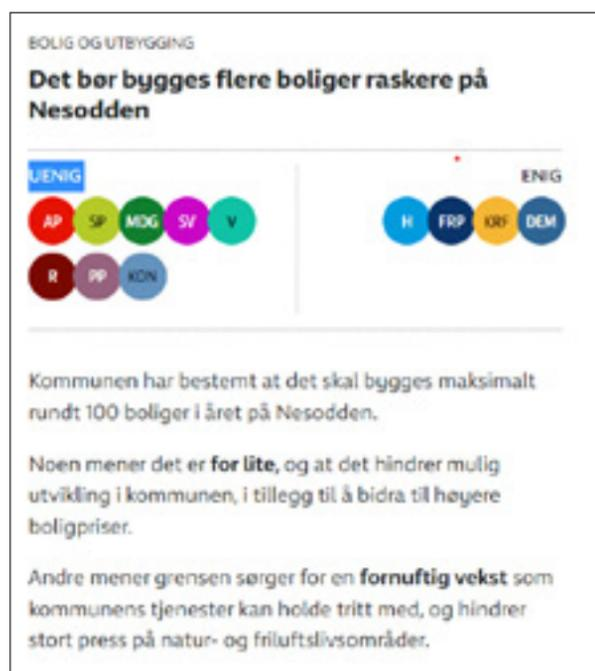 BOLIG OG UTBYGGING
Det bør bygges flere boliger raskere på
Nesodden
UENIG
ENIG
AP SP MDG SV V
H FRP KRF DEM
R PP KON
Kommunen har bestemt at det skal bygges maksimalt
rundt 100 boliger i året på Nesodden.
Noen mener det er for lite, og at det hindrer mulig
utvikling i kommunen, i tillegg til å bidra til høyere
boligpriser.
Andre mener grensen sørger for en fornuftig vekst som
kommunens tjenester kan holde tritt med, og hindrer
stort press på natur- og friluftslivsområder.